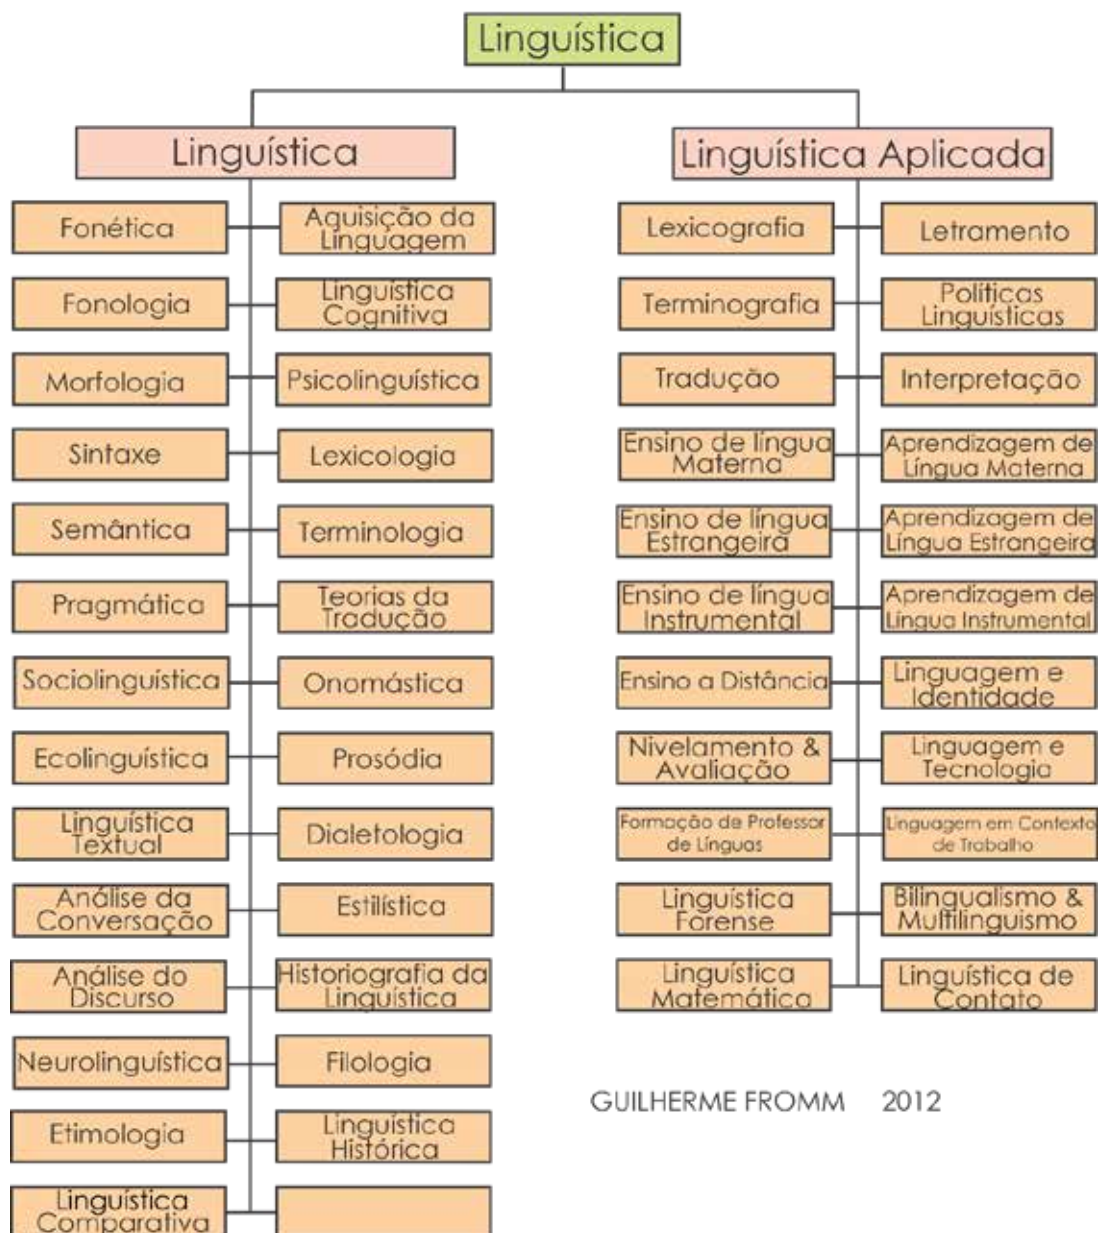 Linguística
Linguística
Linguística Aplicada
Fonética
Aquisição da
Linguagem
Fonologia
Linguística
Cognitiva
Morfologia
Psicolinguística
Sintaxe
Lexicologia
Semântica
Terminologia
Pragmática
Teorias da
Tradução
Sociolinguística
Onomástica
Ecolinguística
Prosódia
Linguística
Textual
Dialetologia
Análise da
Conversação
Estilística
Análise do
Discurso
Historiografia da
Linguística
Neurolinguística
Filologia
Etimologia
Linguística
Histórica
Linguística
Comparativa
Lexicografia
Letramento
Terminografia
Políticas
Linguísticas
Tradução
Interpretação
Ensino de língua
Materna
Aprendizagem de
Língua Materna
Ensino de língua
Estrangeira
Aprendizagem de
Língua Estrangeira
Ensino de língua
Instrumental
Aprendizagem de
Língua Instrumental
Ensino a Distância
Linguagem e
Identidade
Nivelamento &
Avaliação
Linguagem e
Tecnologia
Formação de Professor
de Línguas
Linguagem em Contexto
de Trabalho
Linguística
Forense
Bilingualismo &
Multilinguismo
Linguística
Matemática
Linguística de
Contato
GUILHERME FROMM 2012